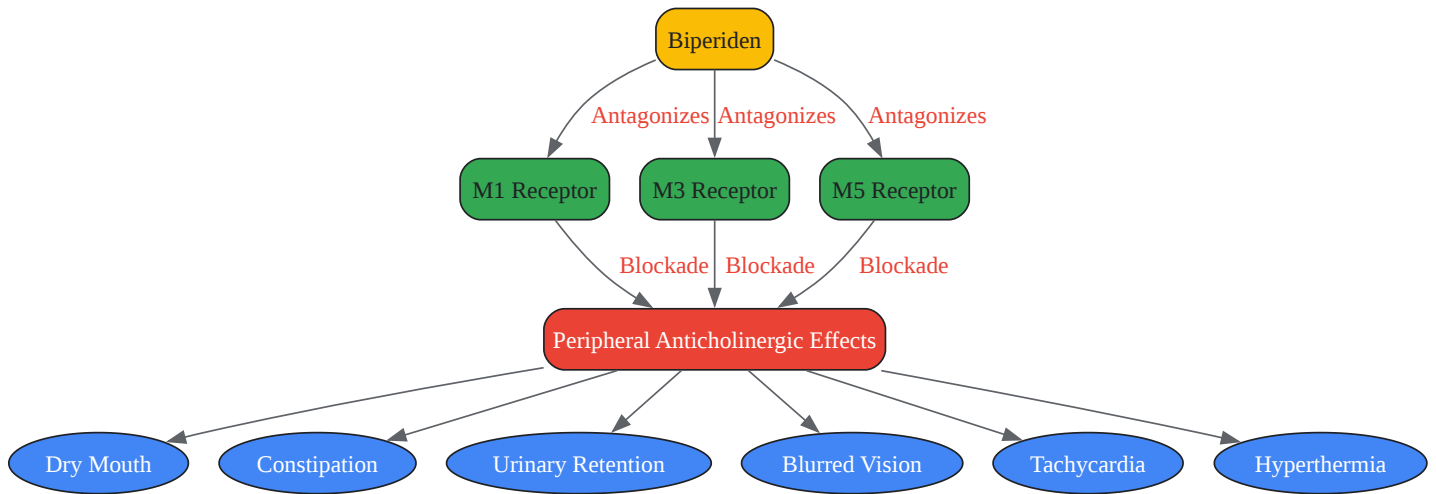 Biperiden
Antagonizes
Antagonizes
Antagonizes
M1 Receptor
M3 Receptor
M5 Receptor
Blockade
Blockade
Blockade
Peripheral Anticholinergic Effects
Dry Mouth
Constipation
Urinary Retention
Blurred Vision
Tachycardia
Hyperthermia